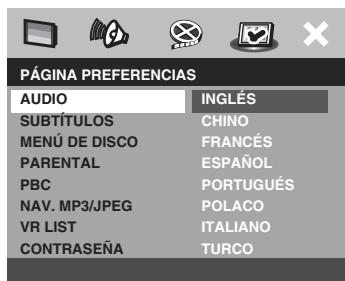 PÁGINA PREFERENCIAS
AUDIO INGLÉS
SUBTÍTULOS CHINO
MENÚ DE DISCO FRANCÉS
PARENTAL ESPAÑOL
PBC PORTUGUÉS
NAV. MP3/JPEG POLACO
VR LIST ITALIANO
CONTRASEÑA TURCO